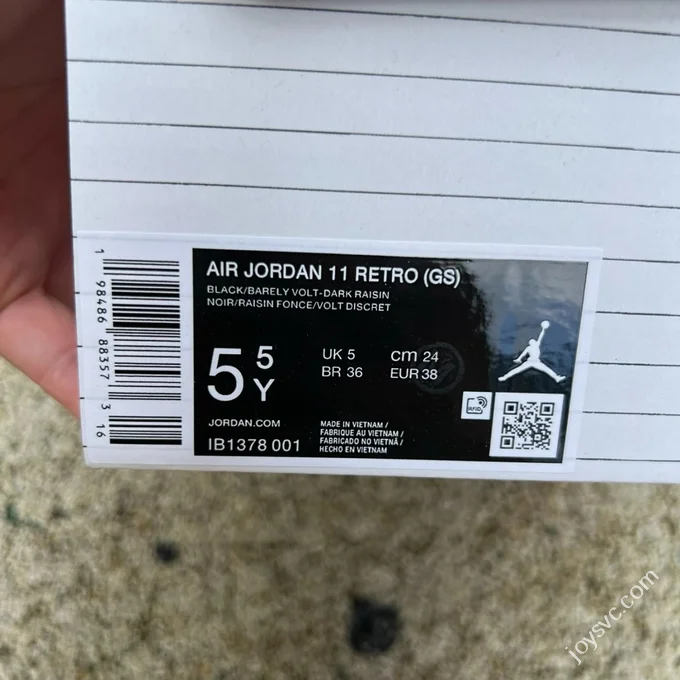 AIR JORDAN 11 RETRO (GS)
BLACK/BARELY VOLT-DARK RAISIN
NOIR/RAISIN FONCE/VOLT DISCRET
5 5Y
UK 5 cm 24
BR 36 EUR 38
RFID
JORDAN.COM
IB1378 001
MADE IN VIETNAM/
FABRIQUE AU VIETNAM/
FABRICADO NO VIETNÃ/
HECHO EN VIETNAM
1 98486 88357 3 16
joysvc.com